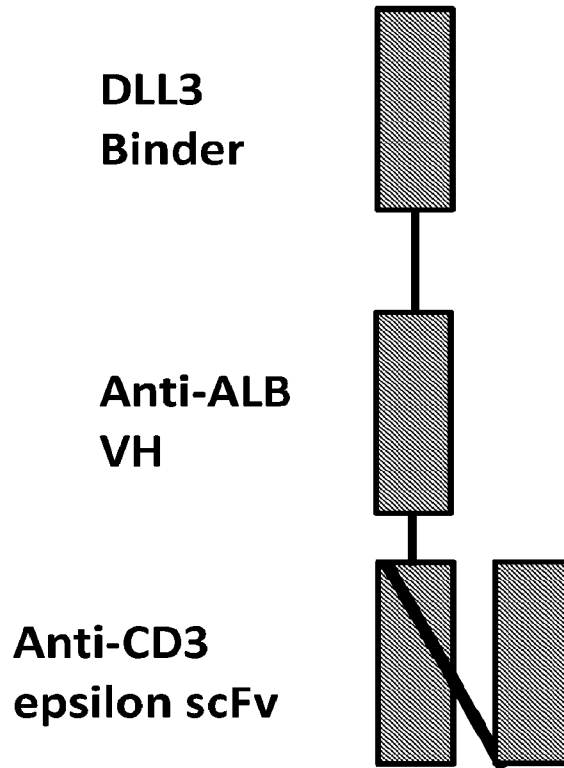 DLL3
Binder
Anti-ALB
VH
Anti-CD3
epsilon scFv